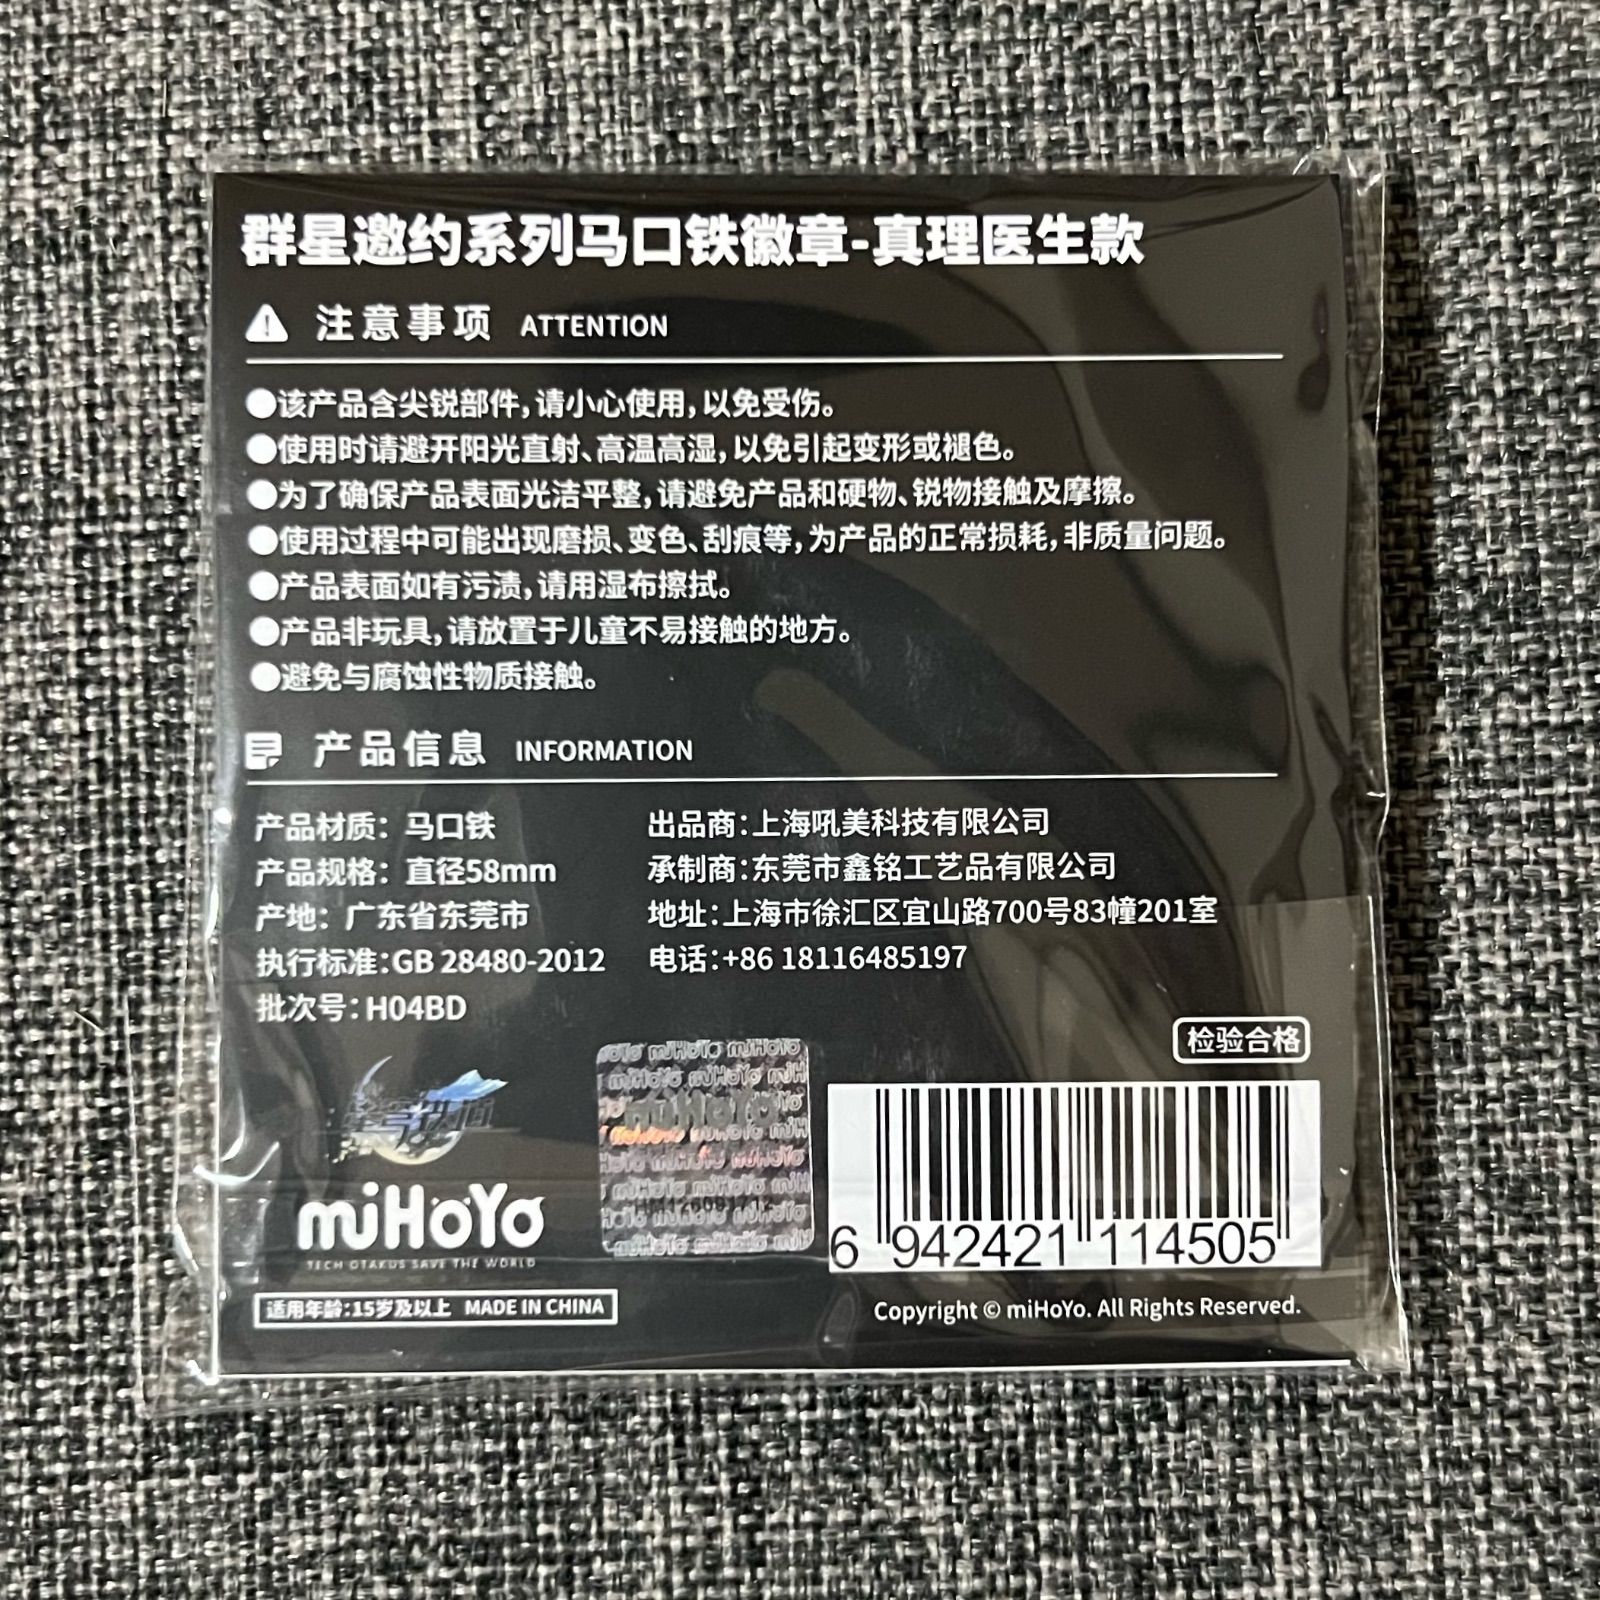 群星邀约系列马口铁徽章-真理医生款
注意事项 ATTENTION
●该产品含尖锐部件，请小心使用，以免受伤。
●使用时请避开阳光直射、高温高湿，以免引起变形或褪色。
●为了确保产品表面光洁平整，请避免产品和硬物、锐物接触及摩擦。
●使用过程中可能出现磨损、变色、刮痕等，为产品的正常损耗，非质量问题。
●产品表面如有污渍，请用湿布擦拭。
●产品非玩具，请放置于儿童不易接触的地方。
●避免与腐蚀性物质接触。
产品信息 INFORMATION
产品材质：马口铁
产品规格：直径58mm
产地：广东省东莞市
执行标准：GB 28480-2012
批次号：H04BD
出品商：上海吼美科技有限公司
承制商：东莞市鑫铭工艺品有限公司
地址：上海市徐汇区宜山路700号83幢201室
电话：+86 18116485197
检验合格
miHoYo
TECH OTAKUS SAVE THE WORLD
miHoYo
6 942421 114505
适用年龄：15岁及以上 MADE IN CHINA
Copyright © miHoYo. All Rights Reserved.